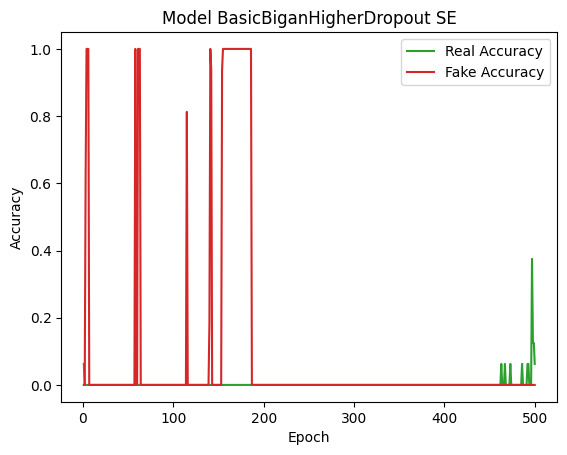 Model BasicBiganHigherDropout SE
Real Accuracy
Fake Accuracy
Accuracy
1.0
0.8
0.6
0.4
0.2
0.0
0 100 200 300 400 500
Epoch